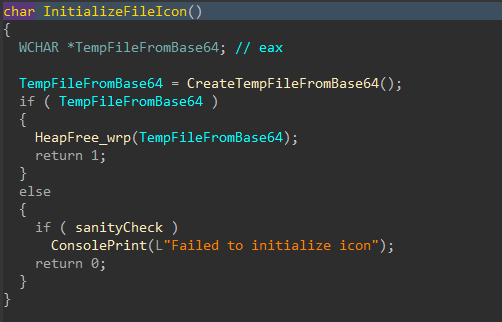 char InitializeFileIcon()
{
WCHAR *TempFileFromBase64; // eax
TempFileFromBase64 = CreateTempFileFromBase64();
if ( TempFileFromBase64 )
{
HeapFree_wrp(TempFileFromBase64);
return 1;
}
else
{
if ( sanityCheck )
ConsolePrint(L"Failed to initialize icon");
return 0;
}
}